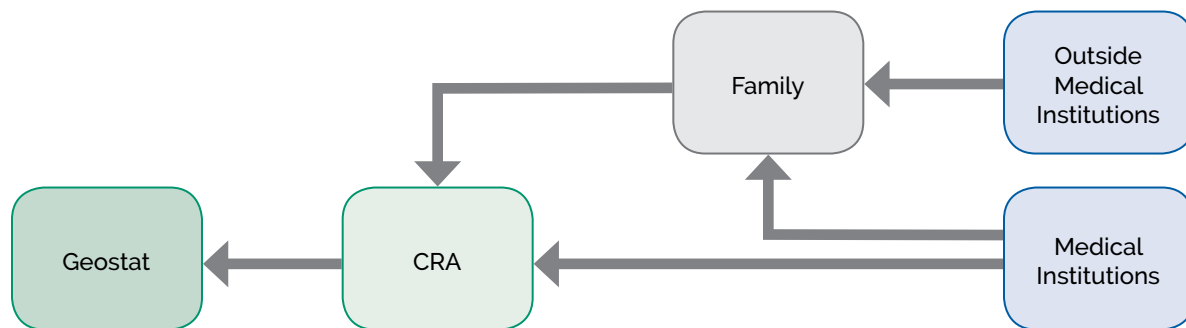 Family
Outside
Medical
Institutions
Geostat
CRA
Medical
Institutions